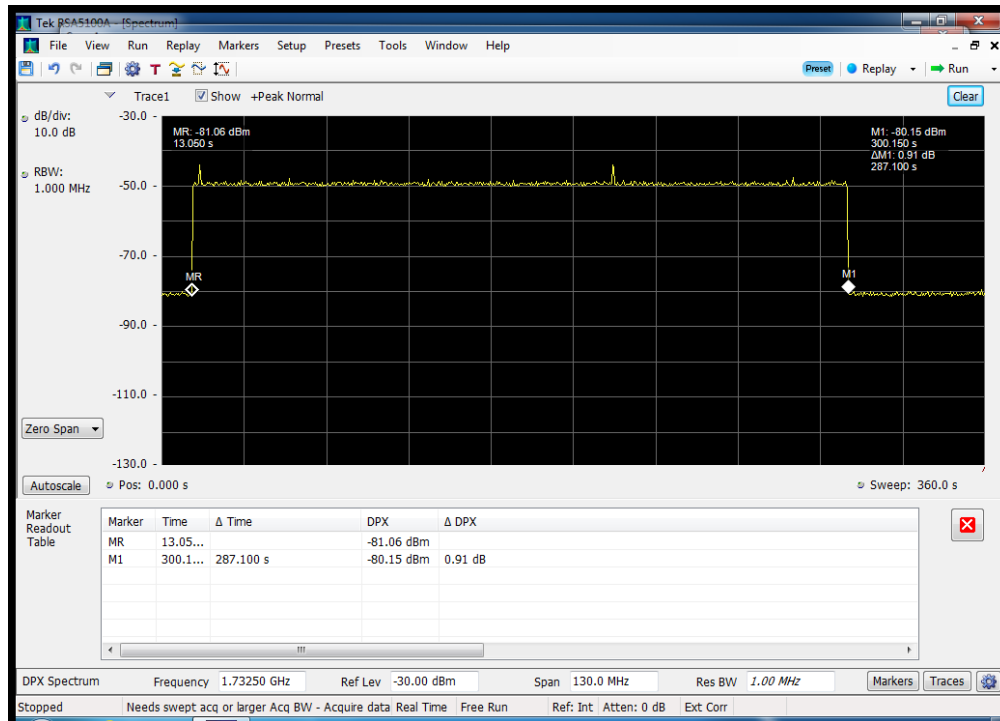 Tek RSA5100A - [Spectrum]
File View Run Replay Markers Setup Presets Tools Window Help
T Preset Replay Run
Trace1 Show +Peak Normal Clear
dB/div:
10.0 dB
RBW:
1.000 MHz
-30.0
-50.0
-70.0
-90.0
-110.0
-130.0
MR: -81.06 dBm
13.050 s
M1: -80.15 dBm
300.150 s
ΔM1: 0.91 dB
287.100 s
MR
M1
Zero Span
Autoscale Pos: 0.000 s Sweep: 360.0 s
Marker
Readout
Table
Marker Time Δ Time DPX Δ DPX
MR 13.05... -81.06 dBm
M1 300.1... 287.100 s -80.15 dBm 0.91 dB
DPX Spectrum Frequency 1.73250 GHz Ref Lev -30.00 dBm Span 130.0 MHz Res BW 1.00 MHz Markers Traces
Stopped Needs swept acq or larger Acq BW - Acquire data Real Time Free Run Ref: Int Atten: 0 dB Ext Corr